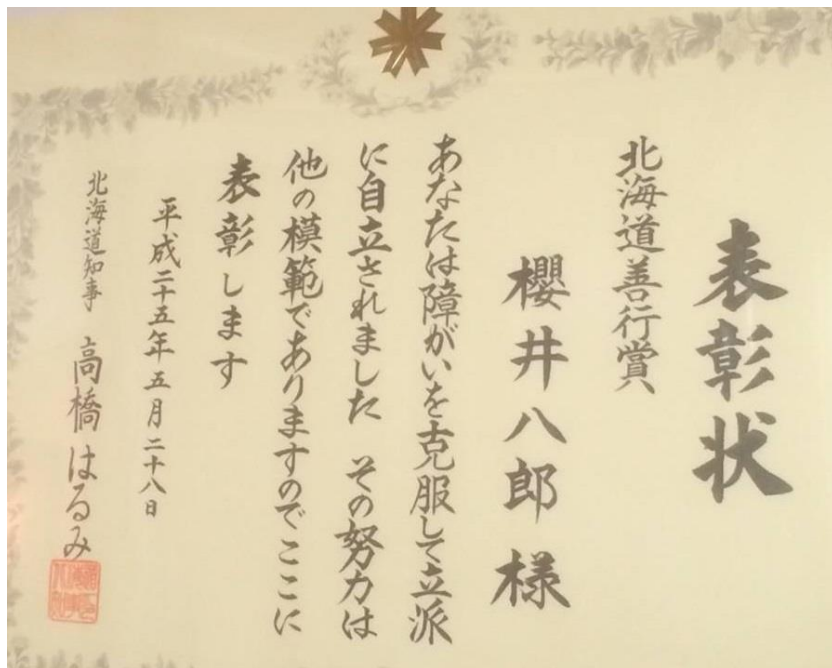 表彰状
北海道善行賞
櫻井八郎様
あなたは障がいを克服して立派
に自立されました その努力は
他の模範でありますのでここに
表彰します
平成二十五年五月二十八日
北海道知事 高橋はるみ